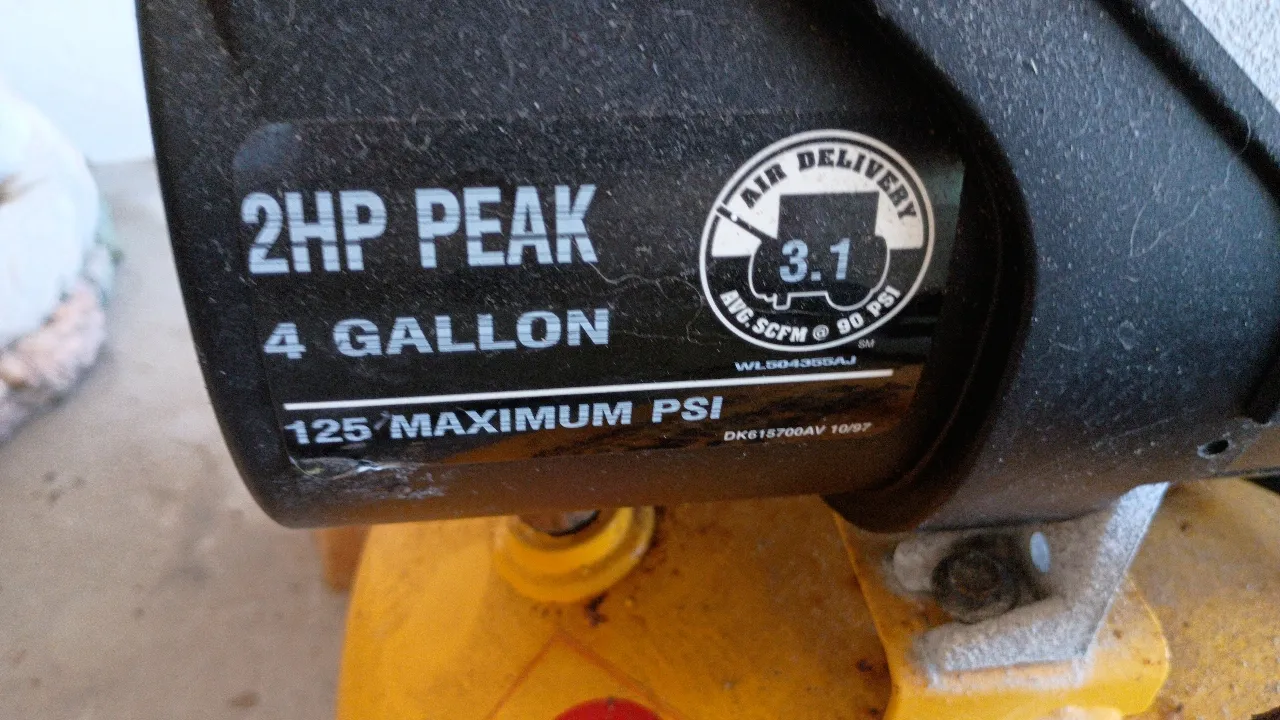 2HP PEAK
4 GALLON
125 MAXIMUM PSI
AIR DELIVERY
3.1
AVG. SCFM @ 90 PSI
SM
WL504355AJ
DK618700AV 10/97